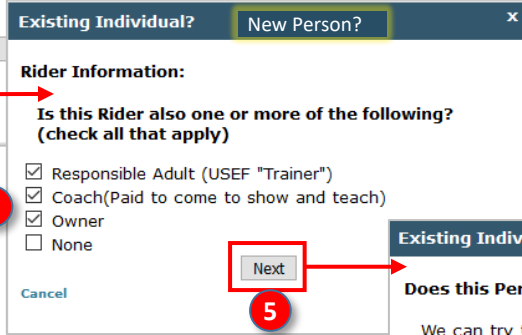 Existing Individual?
New Person?
x
Rider Information:
Is this Rider also one or more of the following?
(check all that apply)
Responsible Adult (USEF "Trainer")
Coach(Paid to come to show and teach)
Owner
None
Next
Cancel
5
Existing
Does this
We can try